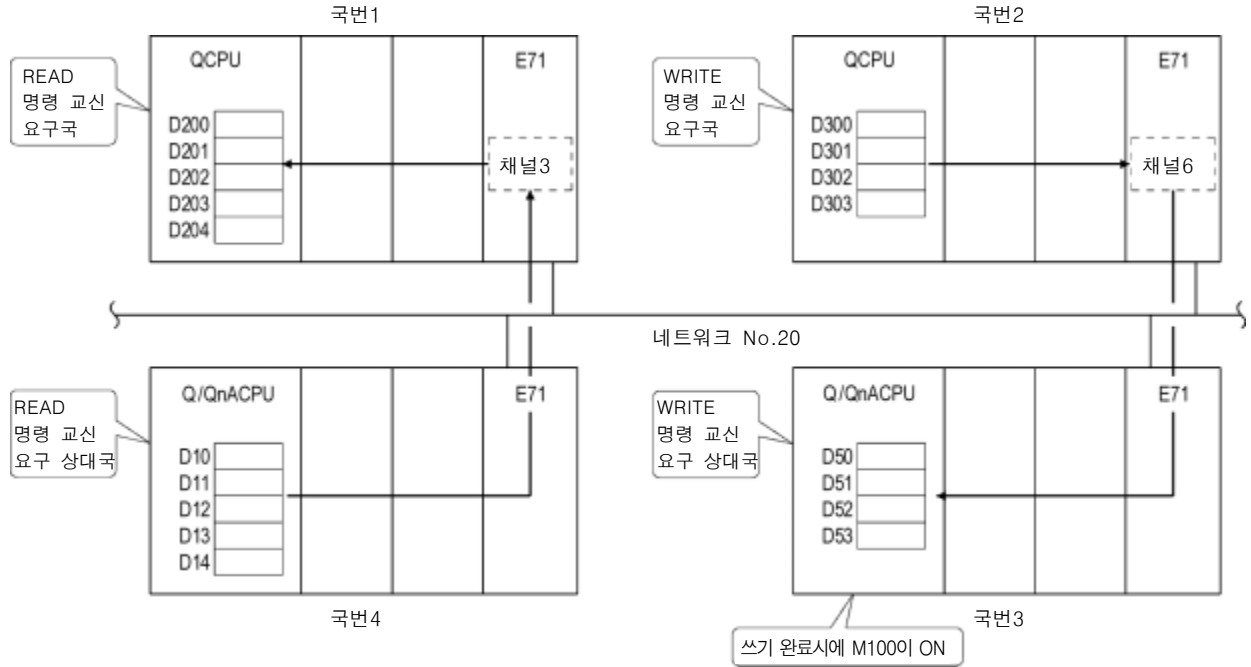 국번1
QCPU
E71
READ
명령 교신
요구국
D200
D201
D202
D203
D204
채널3
국번2
QCPU
E71
WRITE
명령 교신
요구국
D300
D301
D302
D303
채널6
네트워크 No.20
Q/QnACPU
E71
READ
명령 교신
요구 상대국
D10
D11
D12
D13
D14
국번4
Q/QnACPU
E71
WRITE
명령 교신
요구 상대국
D50
D51
D52
D53
국번3
쓰기 완료시에 M100이 ON